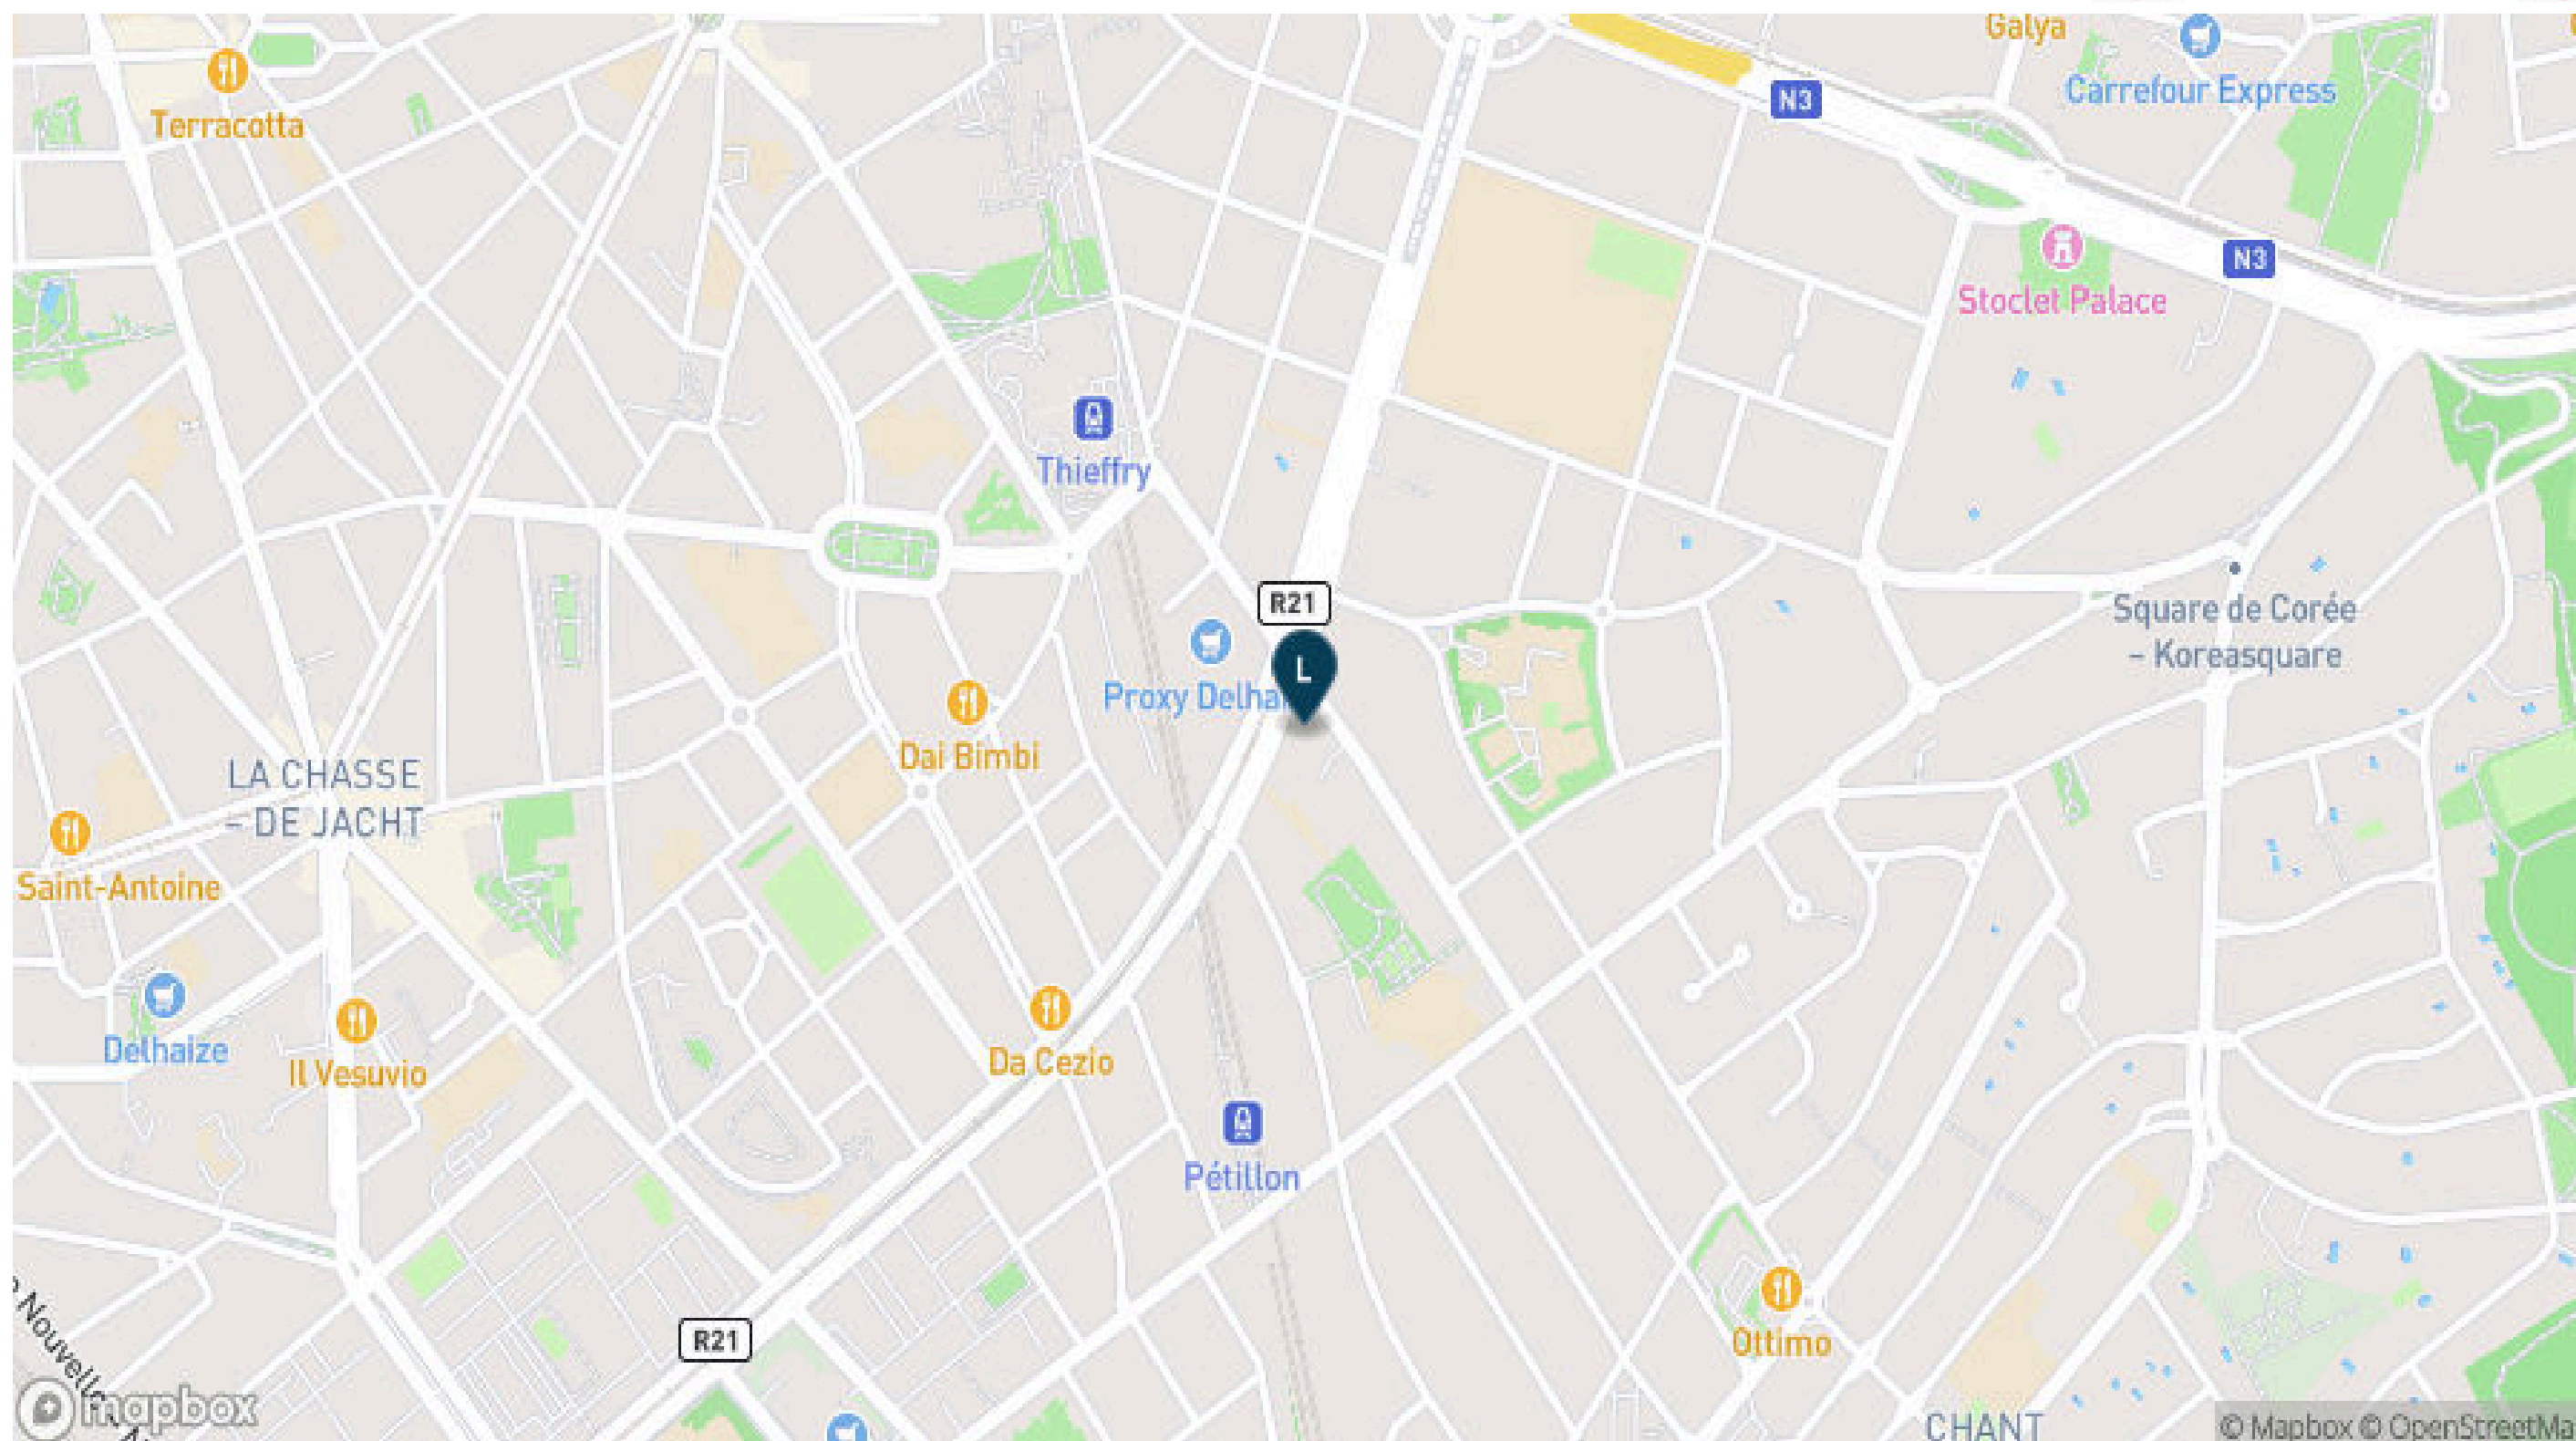 Galya
Carrefour Express
N3
Terracotta
N3
Stoclet Palace
Thieffry
R21
Square de Corée
– Koreasquare
Proxy Delha
L
Dai Bimbi
LA CHASSE
– DE JACHT
Saint-Antoine
Delhaize
Il Vesuvio
Da Cezio
Pétillon
R21
Ottimo
Nouvelle
mapbox
CHANT
© Mapbox © OpenStreetMa